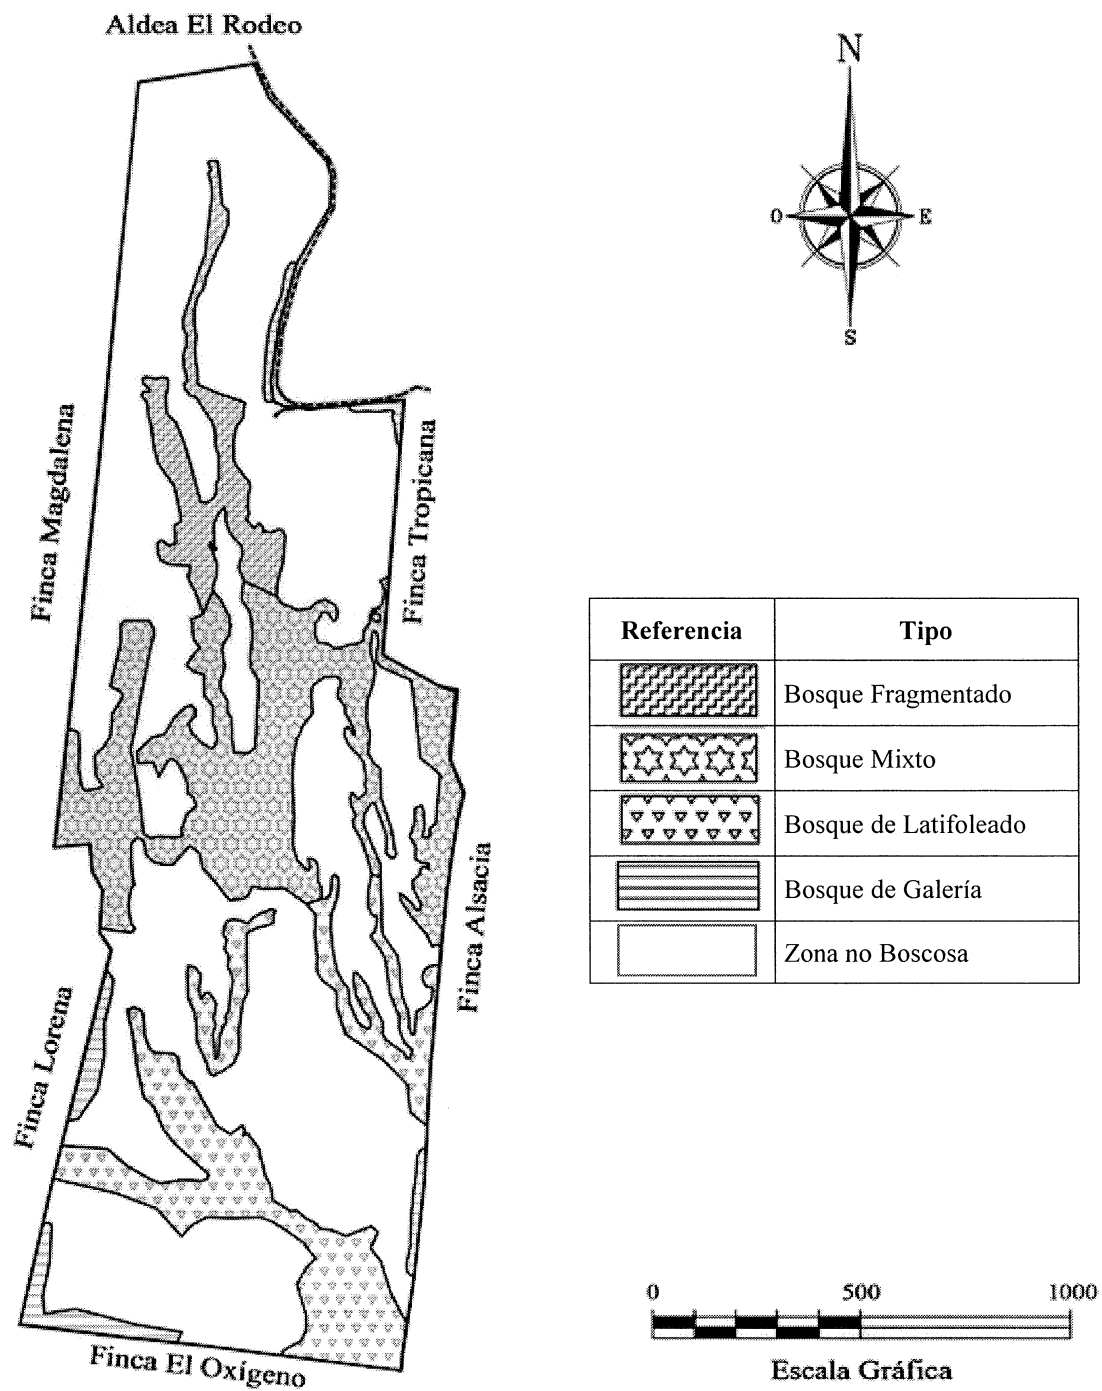 Aldea El Rodeo
N
O
E
S
Finca Magdalena
Finca Tropicana
Finca Alsacia
Finca Lorena
Finca El Oxígeno
Referencia Tipo
Bosque Fragmentado
Bosque Mixto
Bosque de Latifoleado
Bosque de Galería
Zona no Boscosa
0 500 1000
Escala Gráfica